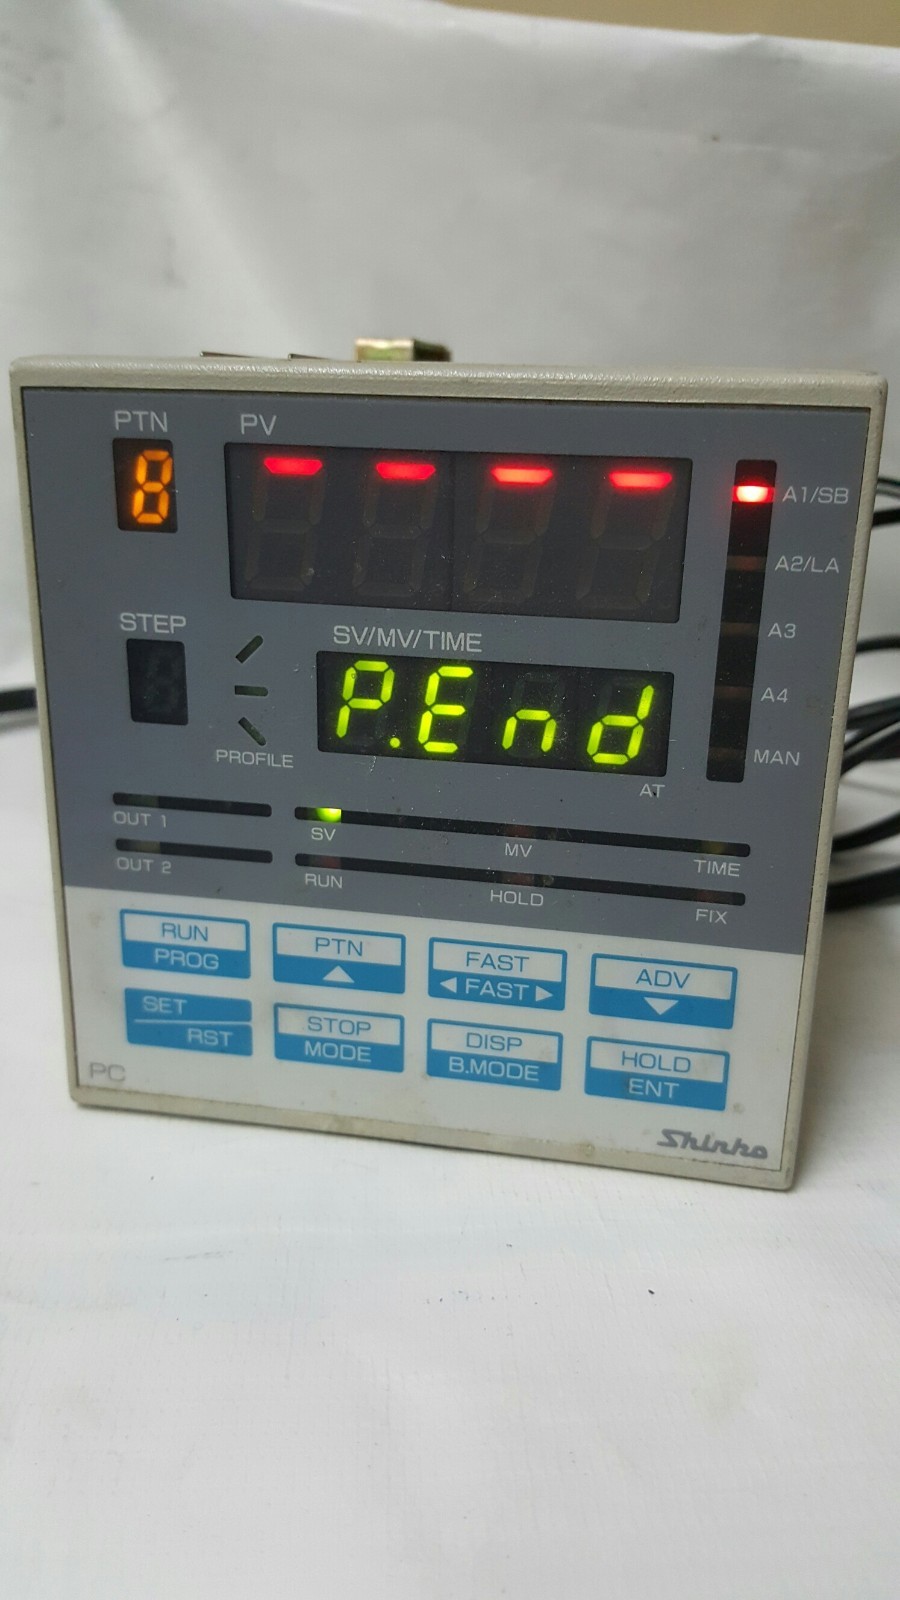 PTN
PV
8
‾‾‾‾
A1/SB
A2/LA
A3
A4
MAN
STEP
SV/MV/TIME
P.End
PROFILE
AT
OUT 1
SV
MV
TIME
OUT 2
RUN
HOLD
FIX
RUN
PROG
PTN
FAST
FAST
ADV
SET
RST
STOP
MODE
DISP
B.MODE
HOLD
ENT
PC
Shinko